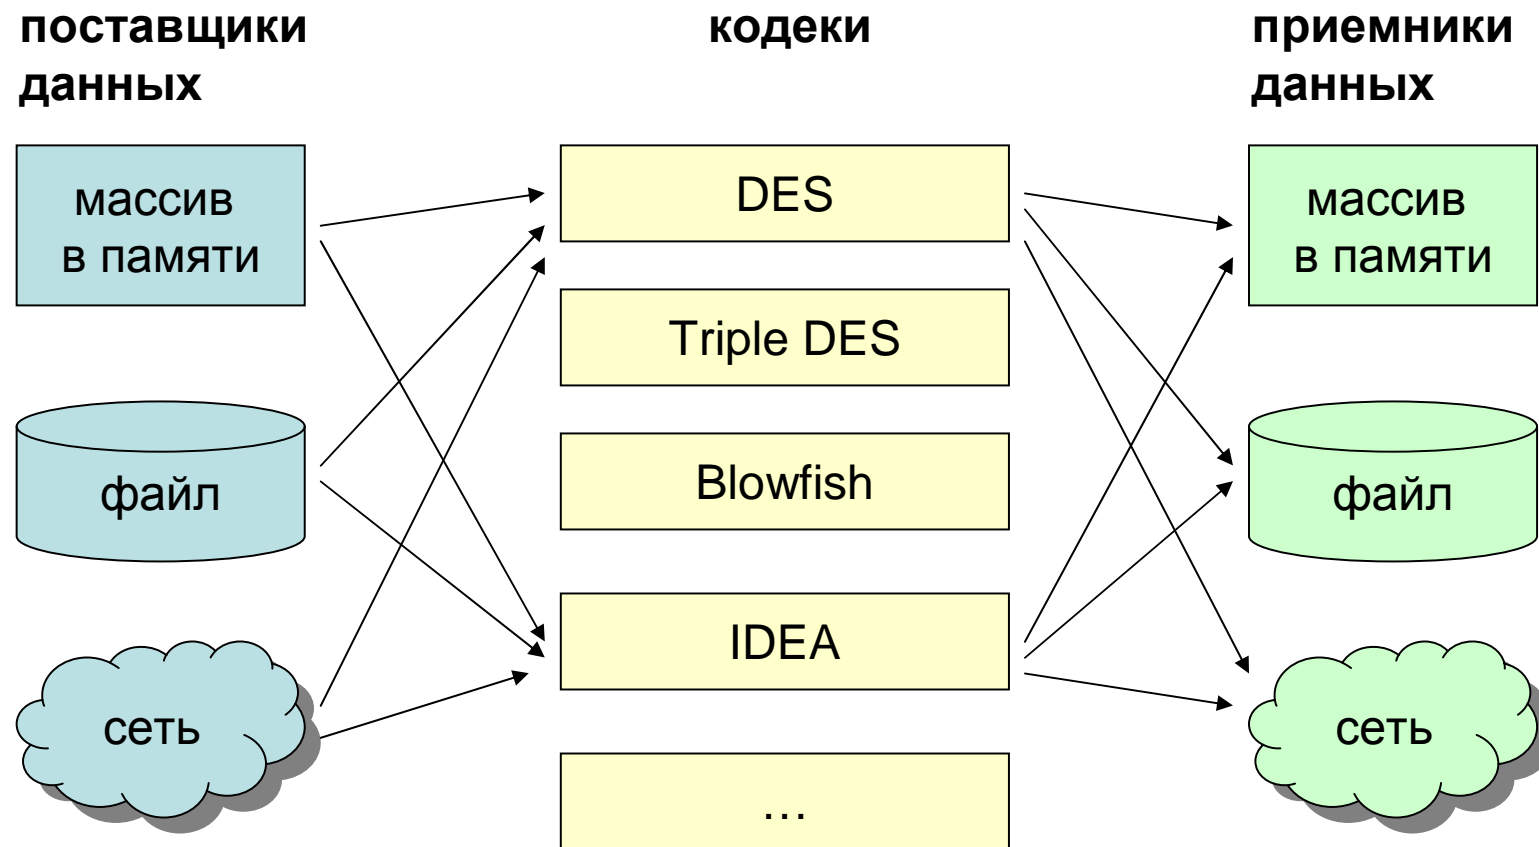 поставщики
данных
кодеки
приемники
данных
массив
в памяти
DES
массив
в памяти
Triple DES
файл
Blowfish
файл
IDEA
сеть
сеть
...